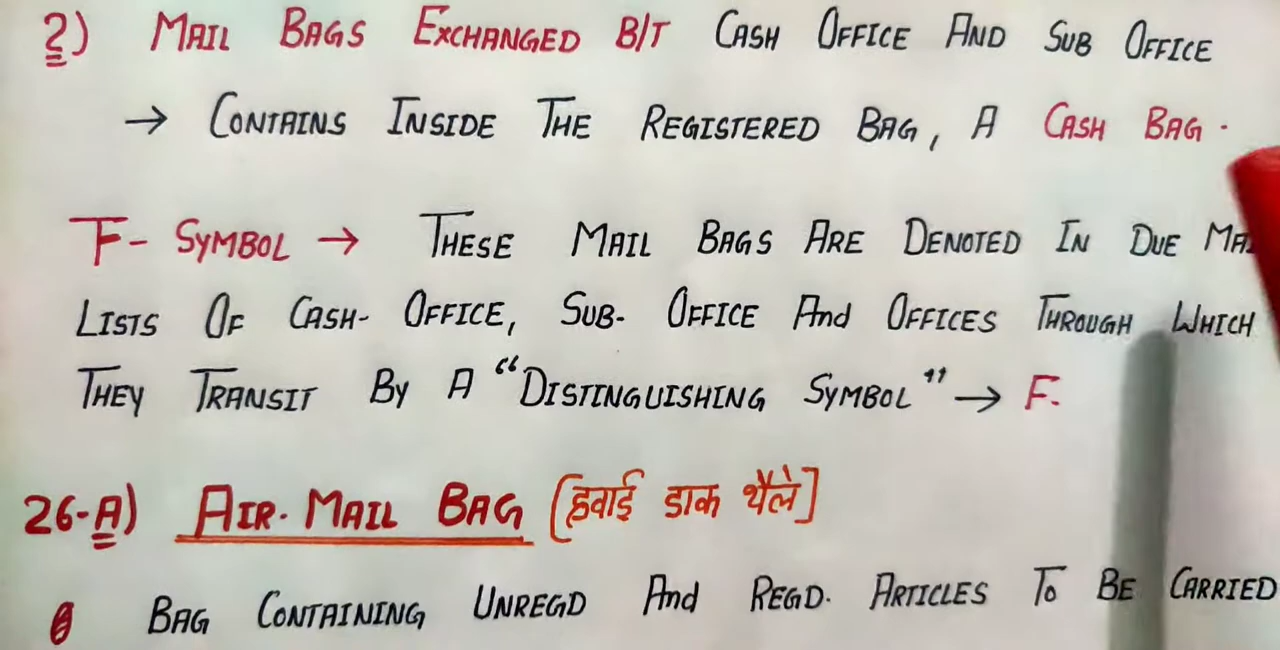 2) MAIL BAGS EXCHANGED B/T CASH OFFICE AND SUB OFFICE
→ CONTAINS INSIDE THE REGISTERED BAG, A CASH BAG.
F- SYMBOL → THESE MAIL BAGS ARE DENOTED IN DUE
LISTS OF CASH- OFFICE, SUB- OFFICE And OFFICES THROUGH WHICH
THEY TRANSIT By A "DISTINGUISHING SYMBOL" → F.
26-A) AIR. MAIL BAG (हवाई डाक थैले]
BAG CONTAINING UNREGD And REGD. ARTICLES To BE CARRIED